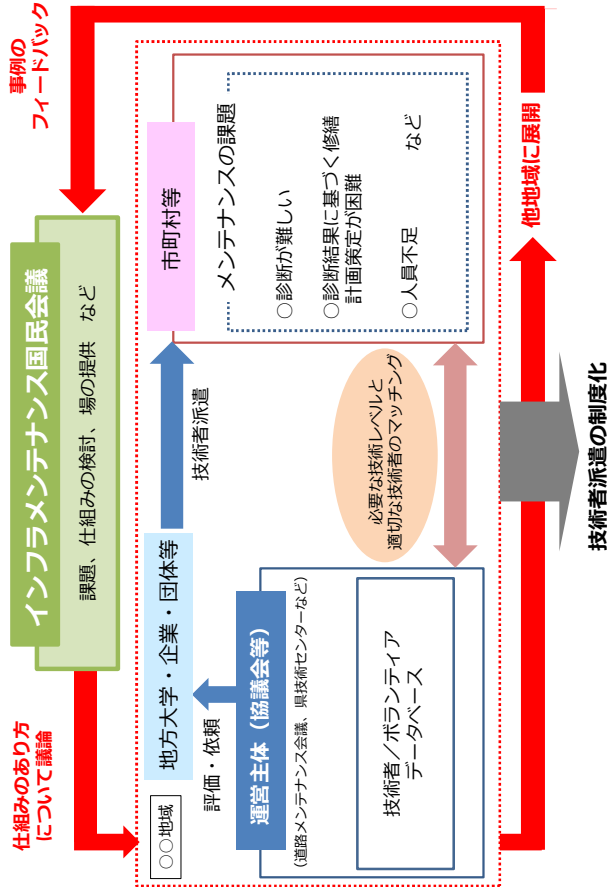 インフラメンテナンス国民会議
課題、仕組みの検討、場の提供　など
仕組みのあり方
について議論
事例の
フィードバック
○○地域
地方大学・企業・団体等
技術者派遣
市町村等
評価・依頼
運営主体（協議会等）
（道路メンテナンス会議、県技術センターなど）
技術者／ボランティア
データベース
必要な技術レベルと
適切な技術者のマッチング
メンテナンスの課題
○診断が難しい
○診断結果に基づく修繕
計画策定が困難
○人員不足
など
他地域に展開
技術者派遣の制度化